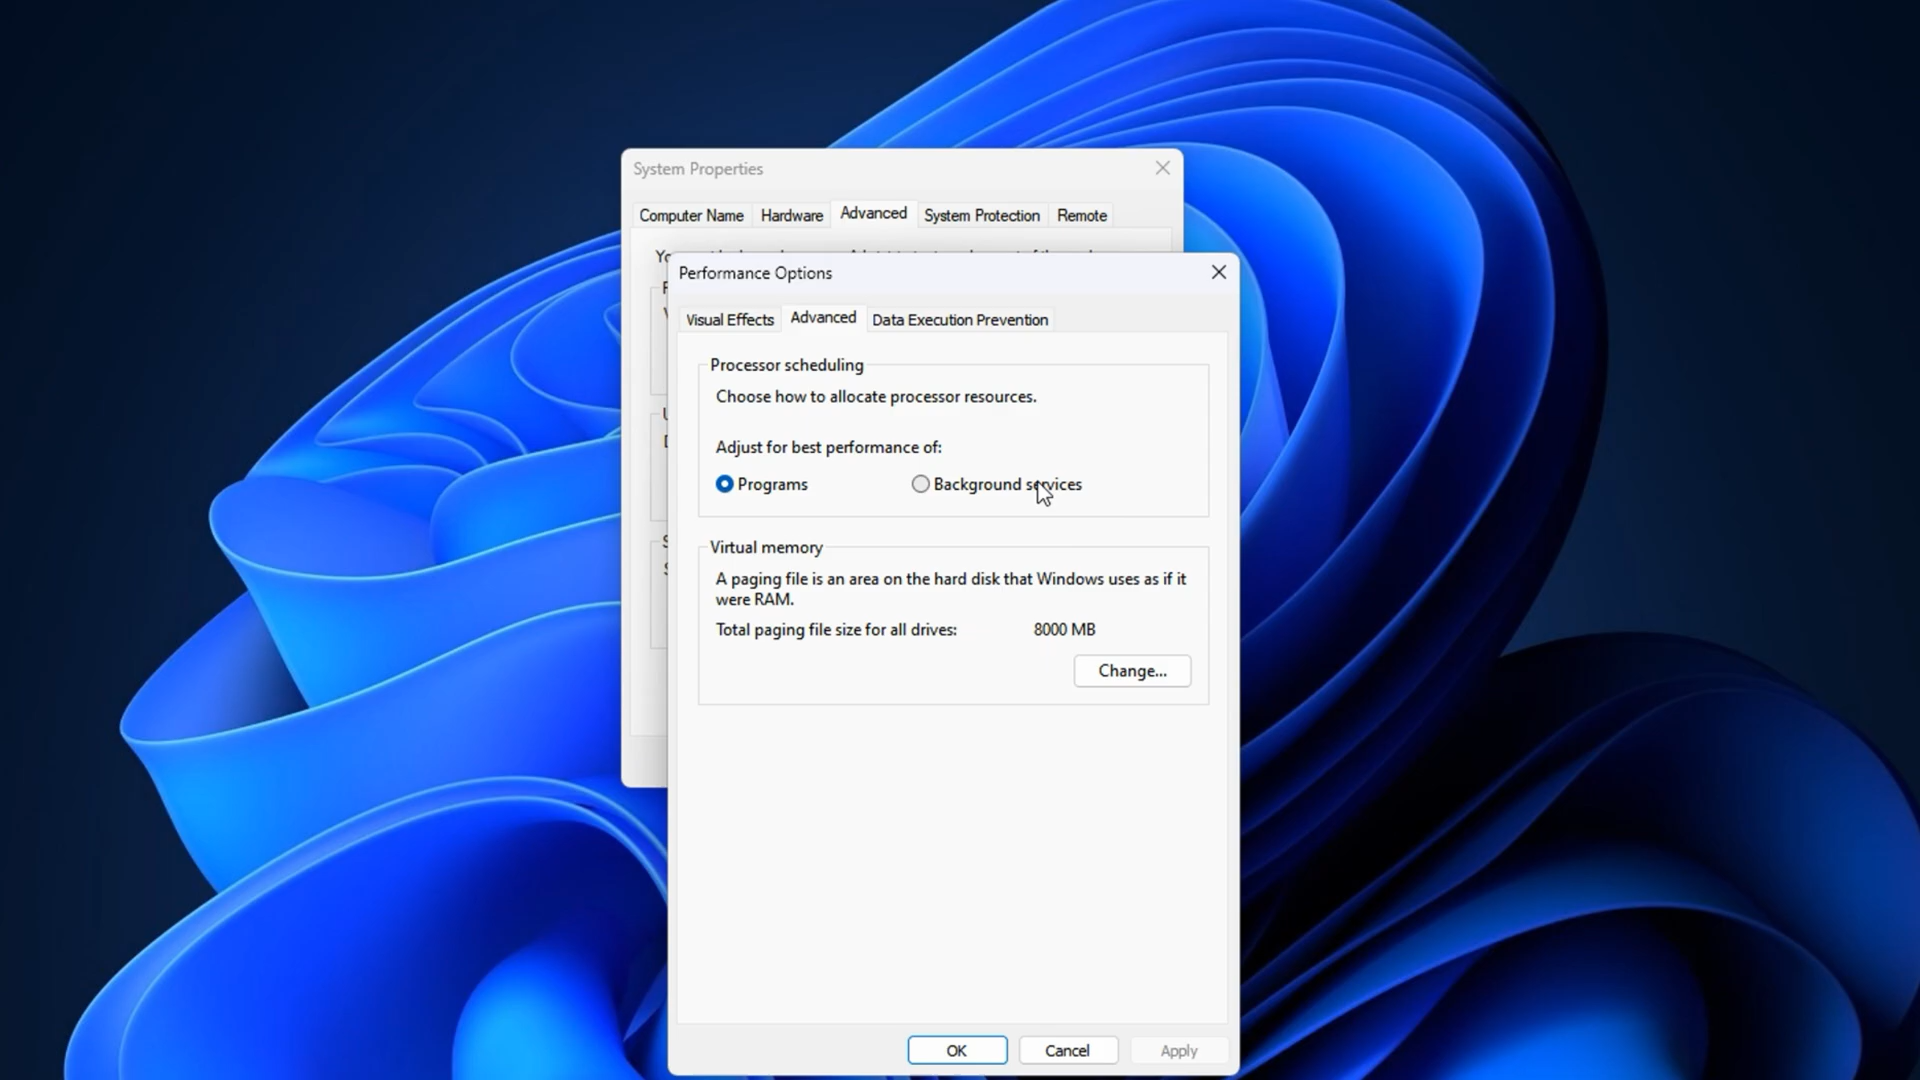 System Properties
Computer Name
Hardware
Advanced
System Protection
Remote
Performance Options
Visual Effects
Advanced
Data Execution Prevention
Processor scheduling
Choose how to allocate processor resources.
Adjust for best performance of:
Programs
Background services
Virtual memory
A paging file is an area on the hard disk that Windows uses as if it
were RAM.
Total paging file size for all drives:
8000 MB
Change...
OK
Cancel
Apply